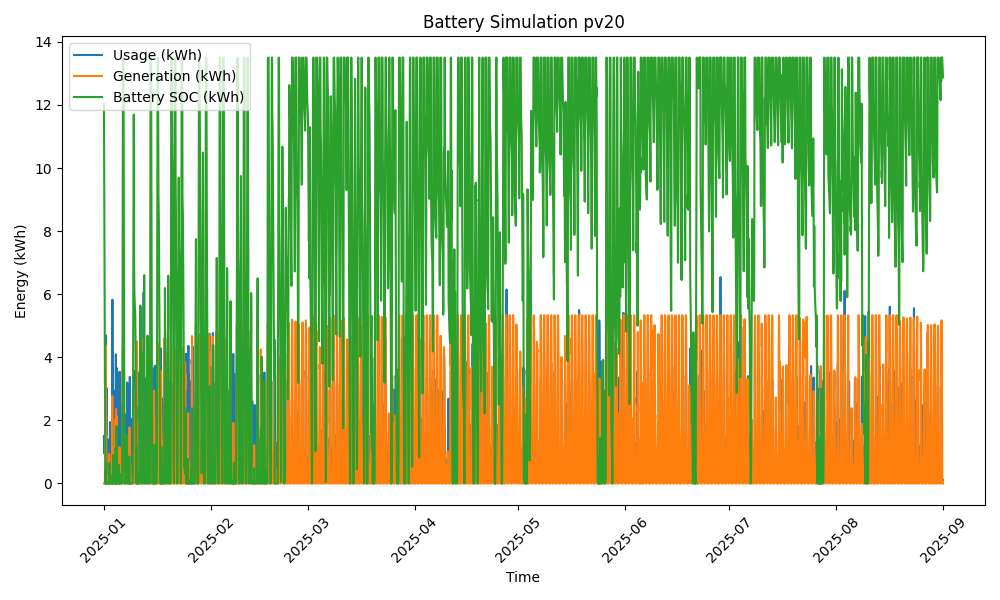 Battery Simulation pv20
Usage (kWh)
Generation (kWh)
Battery SOC (kWh)
Energy (kWh)
14
12
10
8
6
4
2
0
2025-01
2025-02
2025-03
2025-04
2025-05
2025-06
2025-07
2025-08
2025-09
Time